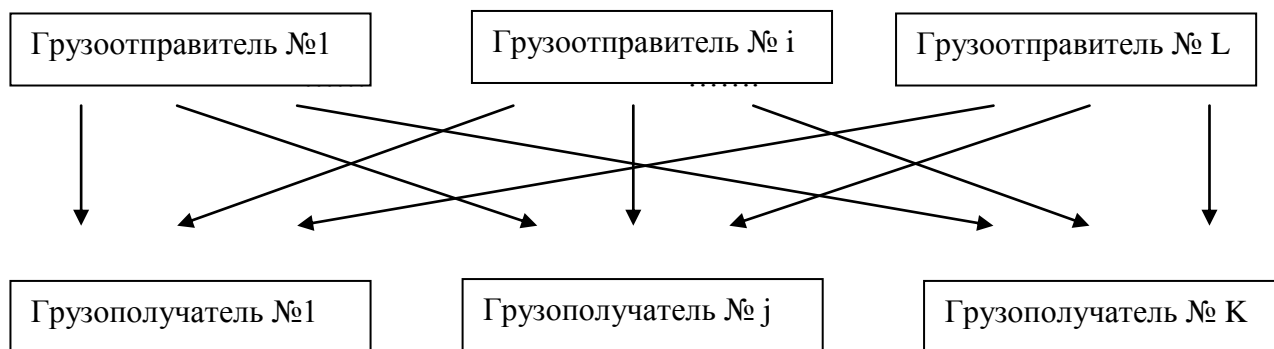 Грузоотправитель №1 Грузоотправитель № i Грузоотправитель № L
...... .......
Грузополучатель №1 Грузополучатель № j Грузополучатель № K